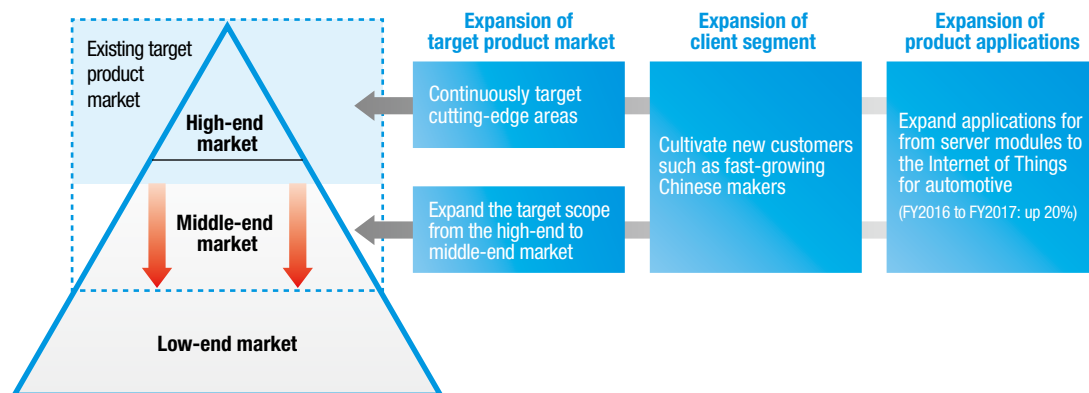 Existing target
product
market
High-end
market
Middle-end
market
Low-end market
Expansion of
target product market
Continuously target
cutting-edge areas
Expand the target scope
from the high-end to
middle-end market
Expansion of
client segment
Cultivate new customers
such as fast-growing
Chinese makers
Expansion of
product applications
Expand applications for
from server modules to
the Internet of Things
for automotive
(FY2016 to FY2017: up 20%)